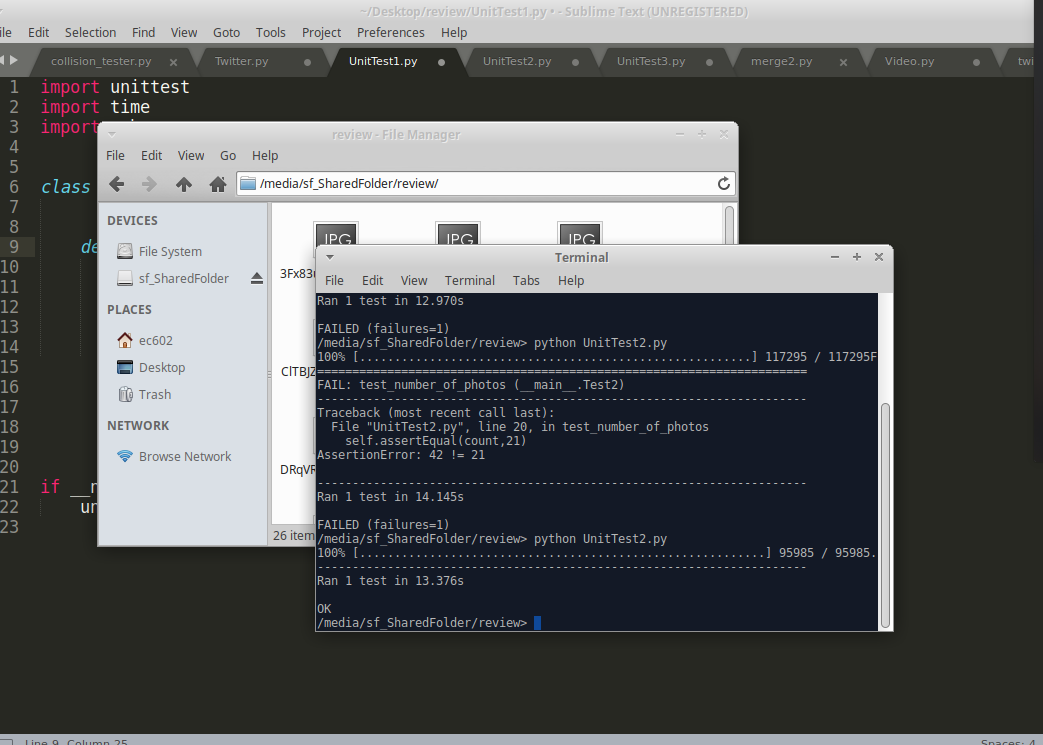 ~/Desktop/review/UnitTest1.py • - Sublime Text (UNREGISTERED)
Edit Selection Find View Goto Tools Project Preferences Help
collision_tester.py Twitter.py UnitTest1.py UnitTest2.py UnitTest3.py merge2.py Video.py
1 import unittest
2 import time
3 import
4
5
6 class
7
8
9 de
10
11
12
13
14
15
16
17
18
19
20
21 if
22 un
23
review - File Manager
File Edit View Go Help
/media/sf_SharedFolder/review/
DEVICES
File System
sf_SharedFolder
PLACES
ec602
Desktop
Trash
NETWORK
Browse Network
JPG JPG JPG
26 item
Terminal
File Edit View Terminal Tabs Help
Ran 1 test in 12.970s
FAILED (failures=1)
/media/sf_SharedFolder/review> python UnitTest2.py
100% [........................................................] 117295 / 117295F
======================================================================
FAIL: test_number_of_photos (__main__.Test2)
----------------------------------------------------------------------
Traceback (most recent call last):
File "UnitTest2.py", line 20, in test_number_of_photos
self.assertEqual(count,21)
AssertionError: 42 != 21
----------------------------------------------------------------------
Ran 1 test in 14.145s
FAILED (failures=1)
/media/sf_SharedFolder/review> python UnitTest2.py
100% [..........................................................] 95985 / 95985.
----------------------------------------------------------------------
Ran 1 test in 13.376s
OK
/media/sf_SharedFolder/review>
Line 9, Column 25
Spaces: 4